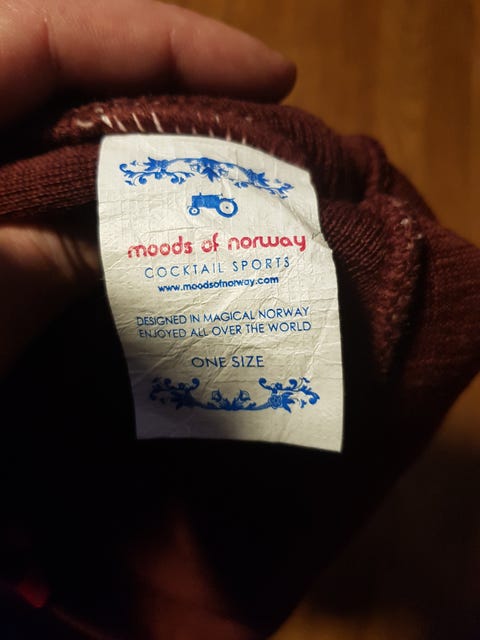 moods of norway
COCKTAIL SPORTS
www.moodsofnorway.com
DESIGNED IN MAGICAL NORWAY
ENJOYED ALL OVER THE WORLD
ONE SIZE